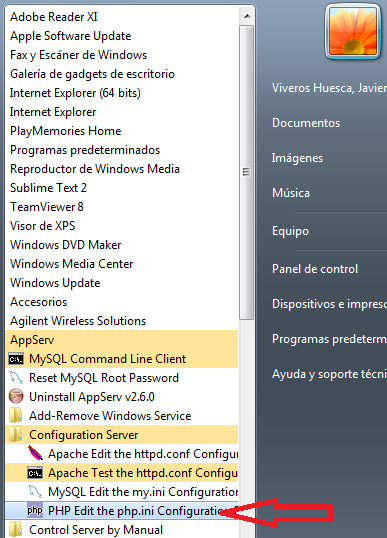 Adobe Reader XI
Apple Software Update
Fax y Escáner de Windows
Galería de gadgets de escritorio
Internet Explorer (64 bits)
Internet Explorer
PlayMemories Home
Programas predeterminados
Reproductor de Windows Media
Sublime Text 2
TeamViewer 8
Visor de XPS
Windows DVD Maker
Windows Media Center
Windows Update
Accesorios
Agilent Wireless Solutions
AppServ
MySQL Command Line Client
Reset MySQL Root Password
Uninstall AppServ v2.6.0
Add-Remove Windows Service
Configuration Server
Apache Edit the httpd.conf Configur
Apache Test the httpd.conf Configu
MySQL Edit the my.ini Configuration
php PHP Edit the php.ini Configuration
Control Server by Manual
Viveros Huesca, Javier
Documentos
Imágenes
Música
Equipo
Panel de control
Dispositivos e impres
Programas predeterm
Ayuda y soporte técni